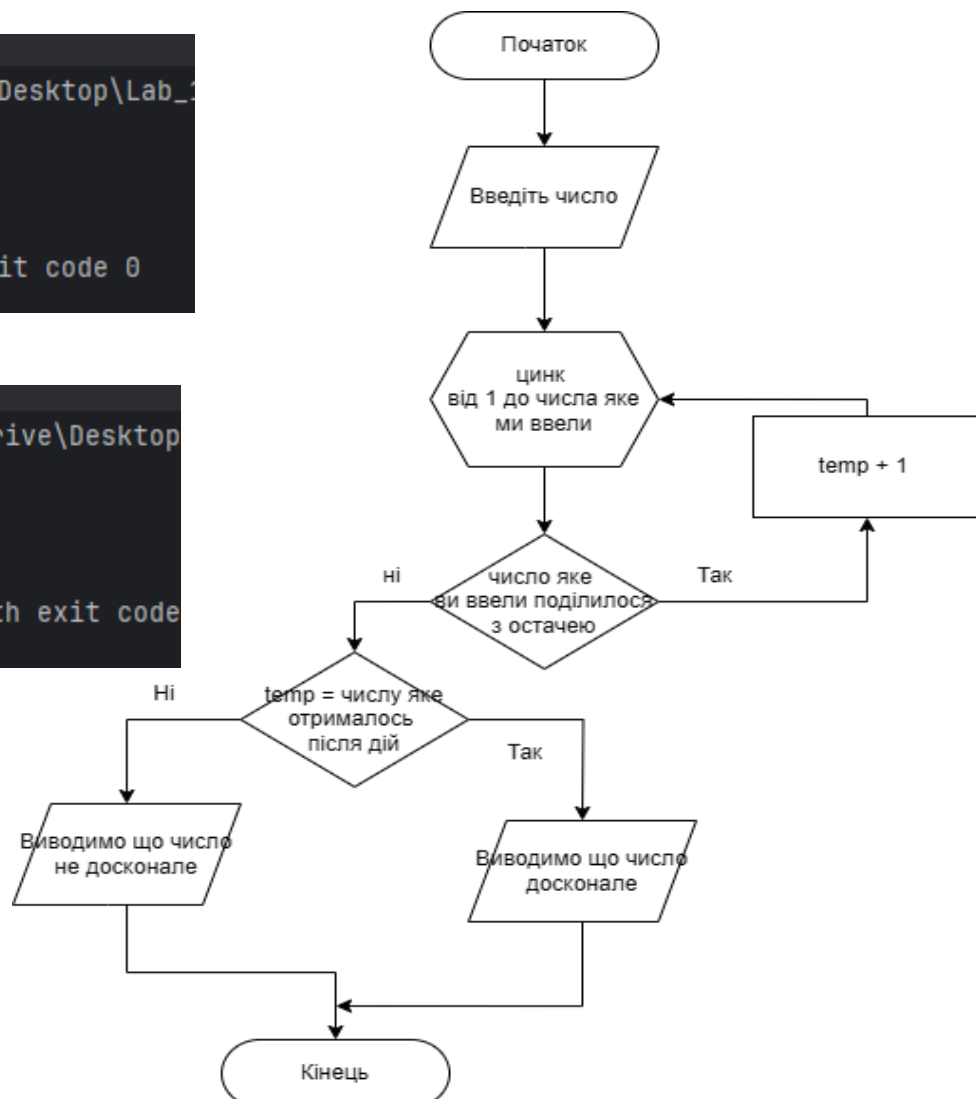 Desktop\Lab_
it code 0
rive\Desktop
th exit code
Початок
Введіть число
цинк
від 1 до числа яке
ми ввели
temp + 1
ні
число яке
ви ввели поділилося
з остачею
Так
Ні
temp = числу яке
отрималось
після дій
Так
Виводимо що число
не досконале
Виводимо що число
досконале
Кінець